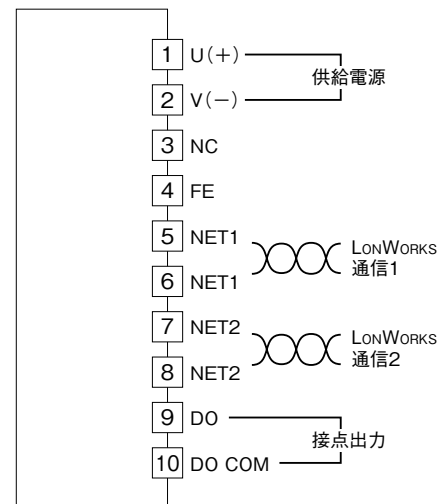 1 U(+)
供給電源
2 V(−)
3 NC
4 FE
5 NET1
LONWORKS
通信1
6 NET1
7 NET2
LONWORKS
通信2
8 NET2
9 DO
接点出力
10 DO COM